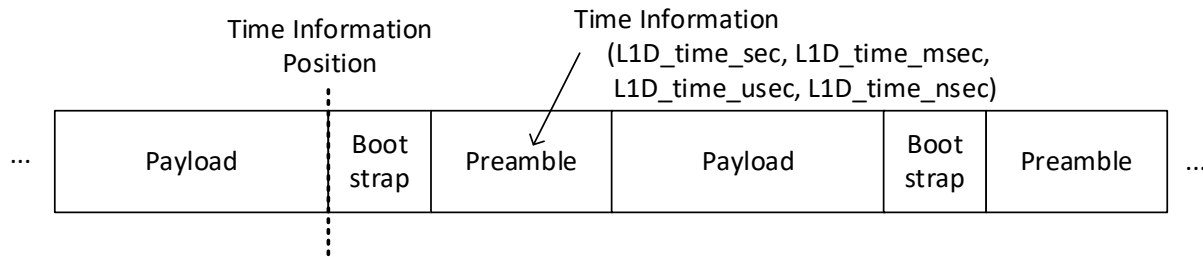 Time Information
Position
Time Information
(L1D_time_sec, L1D_time_msec,
L1D_time_usec, L1D_time_nsec)
...
Payload
Boot
strap
Preamble
Payload
Boot
strap
Preamble
...